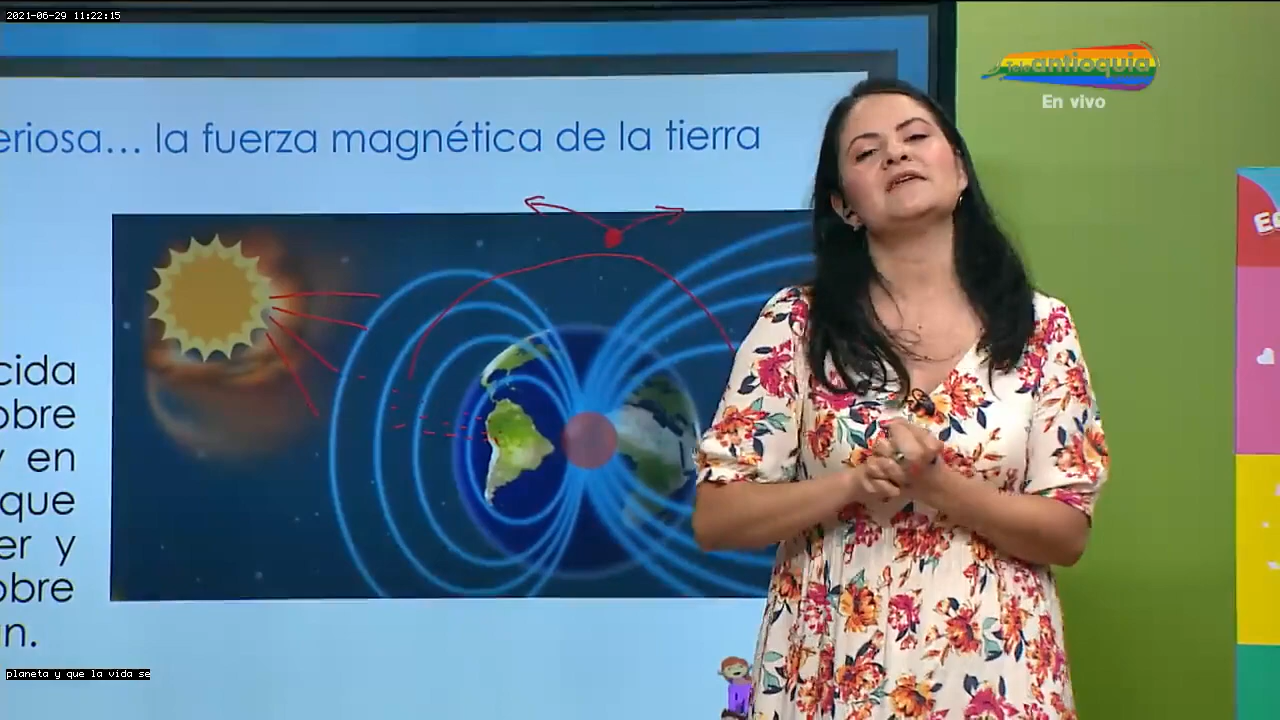 2021-06-29 11:22:15
Teleantioquia
En vivo
eriosa... la fuerza magnética de la tierra
cida
obre
y en
que
er y
obre
n.
planeta y que la vida se